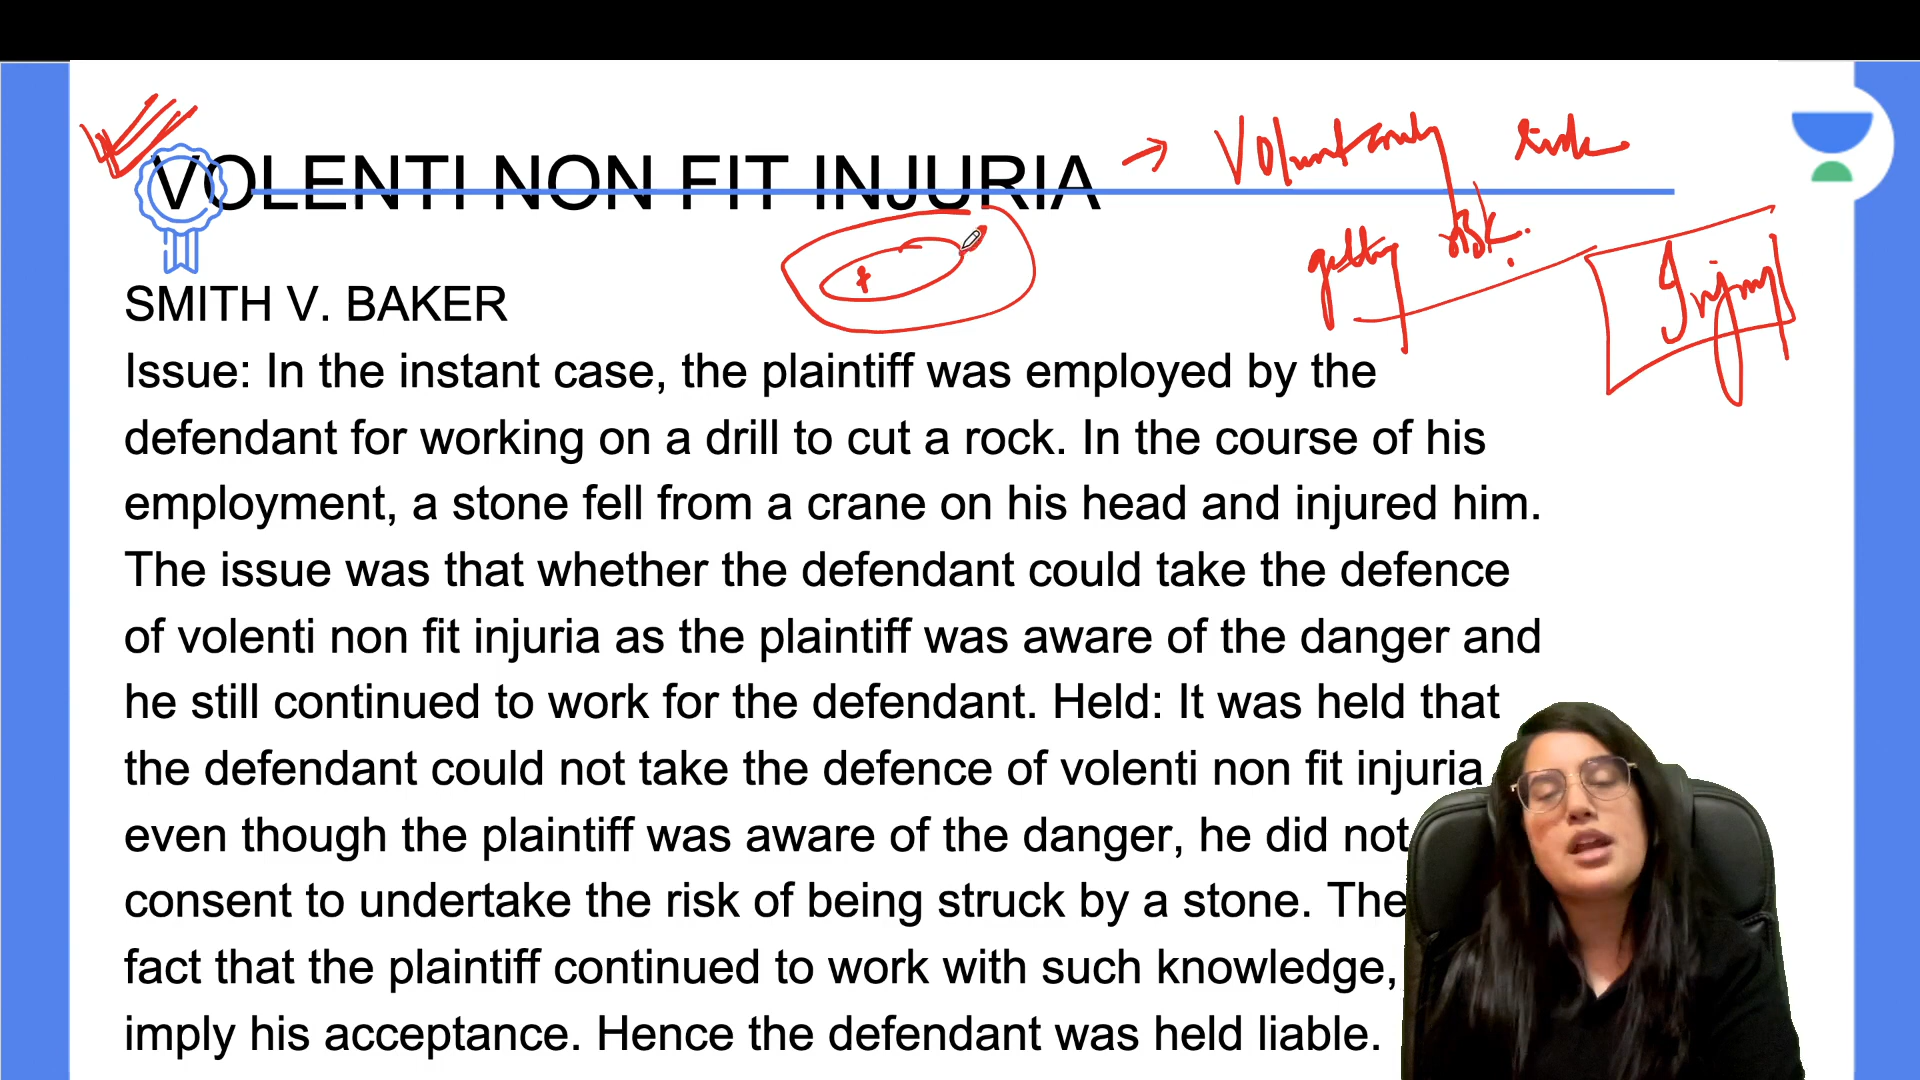 VOLENTI NON FIT INJURIA → Voluntarily risk
getting risk.
Injury
SMITH V. BAKER
Issue: In the instant case, the plaintiff was employed by the
defendant for working on a drill to cut a rock. In the course of his
employment, a stone fell from a crane on his head and injured him.
The issue was that whether the defendant could take the defence
of volenti non fit injuria as the plaintiff was aware of the danger and
he still continued to work for the defendant. Held: It was held that
the defendant could not take the defence of volenti non fit injuria
even though the plaintiff was aware of the danger, he did not
consent to undertake the risk of being struck by a stone. The
fact that the plaintiff continued to work with such knowledge,
imply his acceptance. Hence the defendant was held liable.